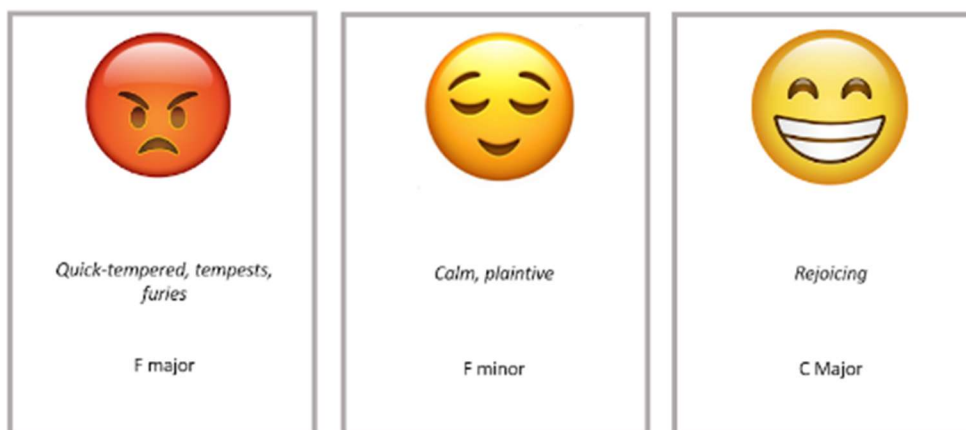 Quick-tempered, tempests,
furies
F major
Calm, plaintive
F minor
Rejoicing
C Major